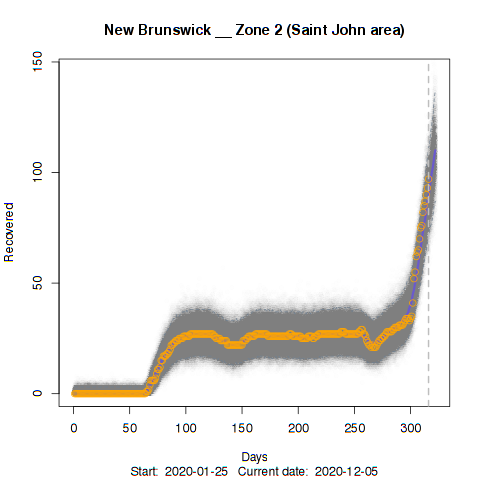 New Brunswick __ Zone 2 (Saint John area)
150
100
50
0
Recovered
0 50 100 150 200 250 300
Days
Start: 2020-01-25 Current date: 2020-12-05